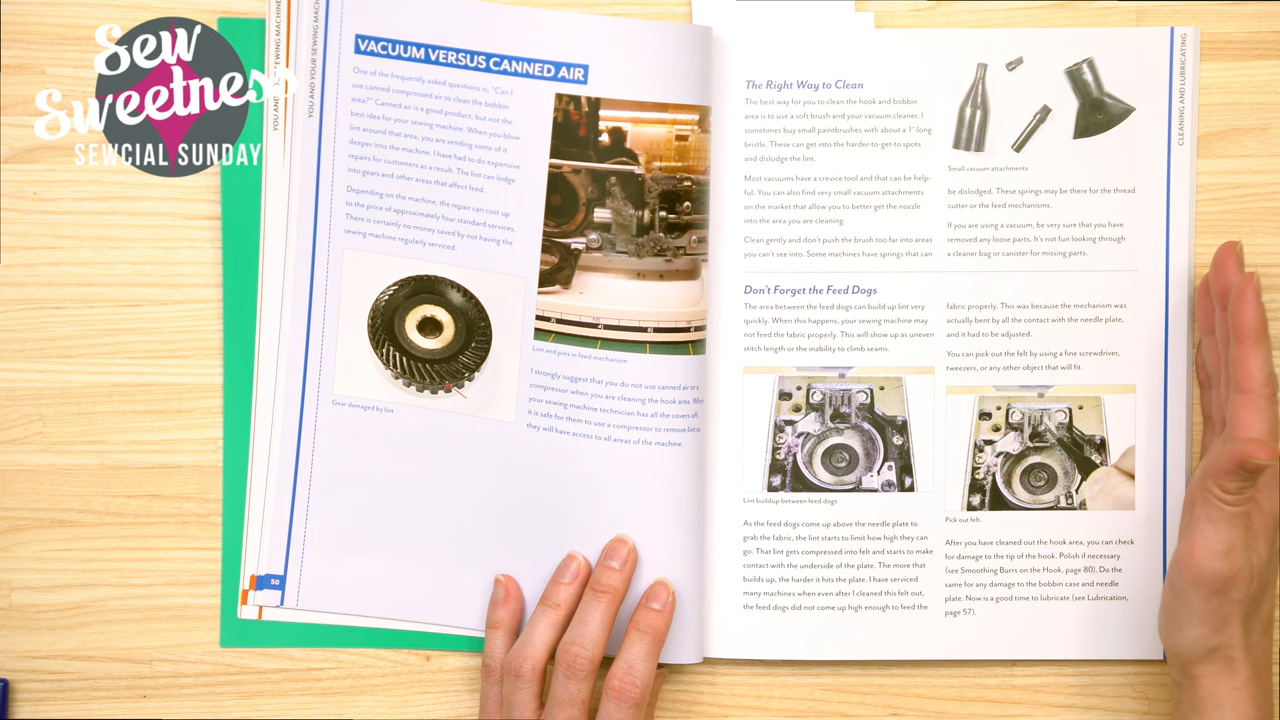 Sew
Sweetness
SEWCIAL SUNDAY
YOU AND YOUR SEWING MACHINE
VACUUM VERSUS CANNED AIR
One of the frequently asked questions is, "Can I
use canned compressed air to clean the bobbin
area?" Canned air is a good product, but not the
best idea for your sewing machine. When you blow
lint around that area, you are sending some of it
deeper into the machine. I have had to do expensive
repairs for customers as a result. The lint can lodge
into gears and other areas that affect feed.
Depending on the machine, the repair can cost up
to the price of approximately four standard services.
There is certainly no money saved by not having the
sewing machine regularly serviced.
Gear damaged by lint
Lint and pins in feed mechanism
I strongly suggest that you do not use canned air or a
compressor when you are cleaning the hook area. When
your sewing machine technician has all the covers off,
it is safe for them to use a compressor to remove lint as
they will have access to all areas of the machine.
50
The Right Way to Clean
The best way for you to clean the hook and bobbin
area is to use a soft brush and your vacuum cleaner. I
sometimes buy small paintbrushes with about a 1˝-long
bristle. These can get into the harder-to-get-to spots
and dislodge the lint.
Most vacuums have a crevice tool and that can be help-
ful. You can also find very small vacuum attachments
on the market that allow you to better get the nozzle
into the area you are cleaning.
Clean gently and don't push the brush too far into areas
you can't see into. Some machines have springs that can
Small vacuum attachments
be dislodged. These springs may be there for the thread
cutter or the feed mechanisms.
If you are using a vacuum, be very sure that you have
removed any loose parts. It's not fun looking through
a cleaner bag or canister for missing parts.
Don't Forget the Feed Dogs
The area between the feed dogs can build up lint very
quickly. When this happens, your sewing machine may
not feed the fabric properly. This will show up as uneven
stitch length or the inability to climb seams.
Lint buildup between feed dogs
As the feed dogs come up above the needle plate to
grab the fabric, the lint starts to limit how high they can
go. That lint gets compressed into felt and starts to make
contact with the underside of the plate. The more that
builds up, the harder it hits the plate. I have serviced
many machines when even after I cleaned this felt out,
the feed dogs did not come up high enough to feed the
fabric properly. This was because the mechanism was
actually bent by all the contact with the needle plate,
and it had to be adjusted.
You can pick out the felt by using a fine screwdriver,
tweezers, or any other object that will fit.
Pick out felt.
After you have cleaned out the hook area, you can check
for damage to the tip of the hook. Polish if necessary
(see Smoothing Burrs on the Hook, page 80). Do the
same for any damage to the bobbin case and needle
plate. Now is a good time to lubricate (see Lubrication,
page 57).
CLEANING AND LUBRICATING